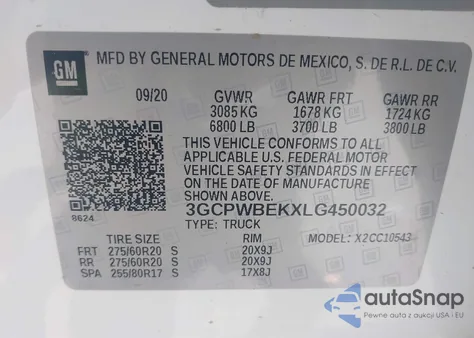 GM
MFD BY GENERAL MOTORS DE MEXICO, S. DE R.L. DE C.V.
09/20 GVWR GAWR FRT GAWR RR
3085 KG 1678 KG 1724 KG
6800 LB 3700 LB 3800 LB
THIS VEHICLE CONFORMS TO ALL
APPLICABLE U.S. FEDERAL MOTOR
VEHICLE SAFETY STANDARDS IN EFFECT
ON THE DATE OF MANUFACTURE
SHOWN ABOVE.
8624
3GCPWBEKXLG450032
TYPE: TRUCK MODEL: X2CC10543
TIRE SIZE RIM
FRT 275/60R20 S 20X9J
RR 275/60R20 S 20X9J
SPA 255/80R17 S 17X8J
autoSnap
Pewne auta z USA i EU